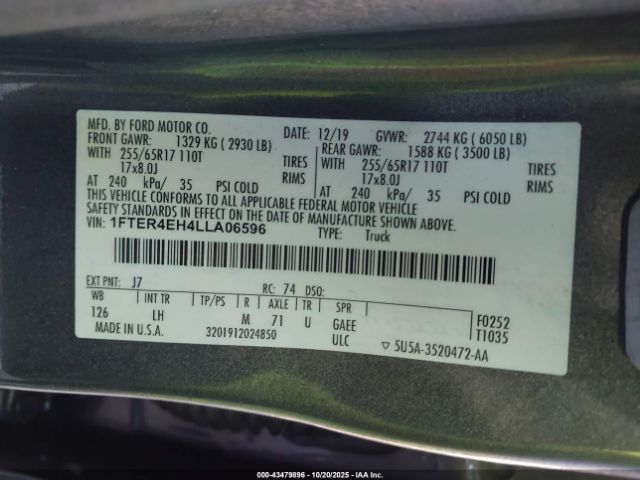 MFD. BY FORD MOTOR CO.
DATE: 12/19 GVWR: 2744 KG ( 6050 LB)
FRONT GAWR: 1329 KG ( 2930 LB)
REAR GAWR: 1588 KG ( 3500 LB)
WITH 255/65R17 110T TIRES
WITH 255/65R17 110T TIRES
17x8.0J RIMS
17x8.0J RIMS
AT 240 kPa/ 35 PSI COLD
AT 240 kPa/ 35 PSI COLD
THIS VEHICLE CONFORMS TO ALL APPLICABLE FEDERAL MOTOR VEHICLE
SAFETY STANDARDS IN EFFECT ON THE DATE OF MANUFACTURE SHOWN ABOVE.
VIN: 1FTER4EH4LLA06596
TYPE: Truck
EXT PNT: J7 RC: 74 DSO:
WB INT TR TP/PS R AXLE TR SPR
126 LH M 71 U GAEE
ULC
F0252
T1035
MADE IN U.S.A. 3201912024850
▽ 5U5A-3520472-AA
000-43479896 • 10/20/2025 • IAAI.com